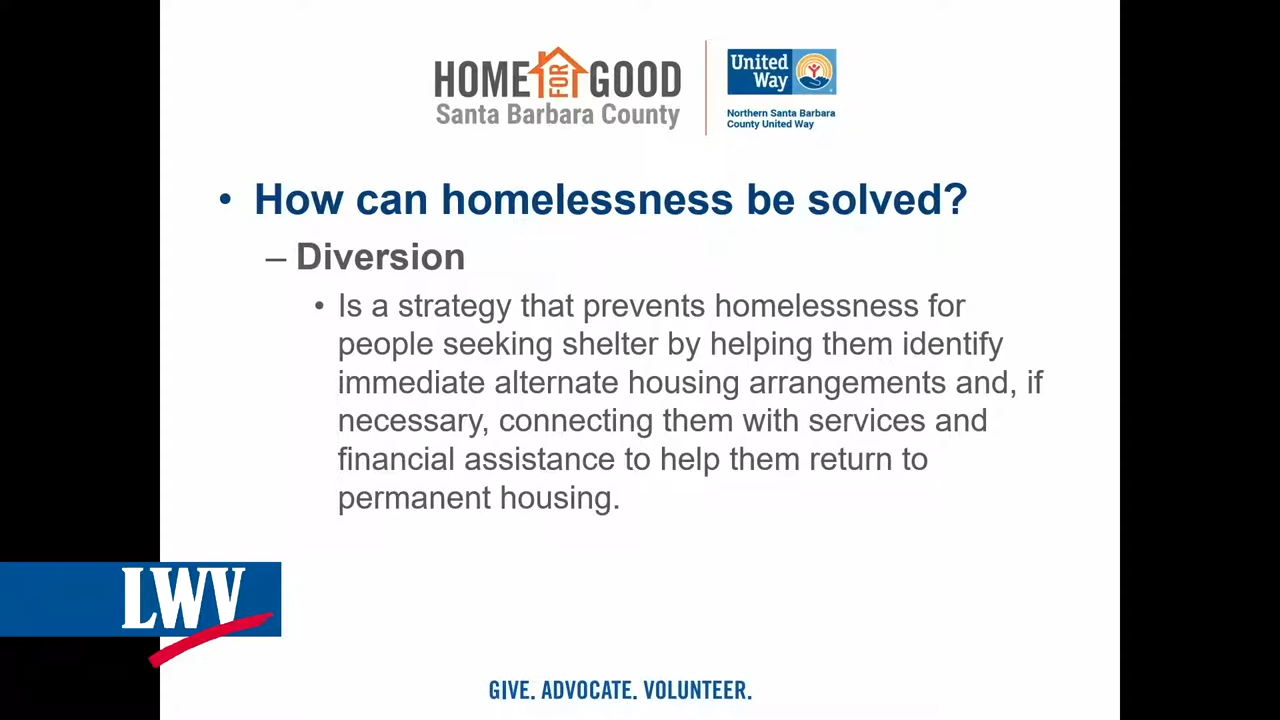 HOME FOR GOOD
Santa Barbara County
United
Way
Northern Santa Barbara
County United Way
• How can homelessness be solved?
– Diversion
• Is a strategy that prevents homelessness for
people seeking shelter by helping them identify
immediate alternate housing arrangements and, if
necessary, connecting them with services and
financial assistance to help them return to
permanent housing.
LWV
GIVE. ADVOCATE. VOLUNTEER.